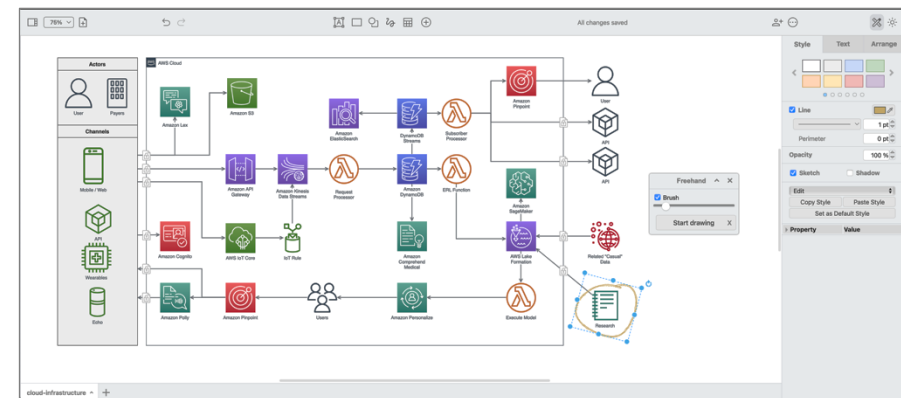 76%
All changes saved
Style
Text
Arrange
Line
1 pt
Perimeter
0 pt
Opacity
100 %
Sketch
Shadow
Edit
Copy Style
Paste Style
Set as Default Style
Property
Value
Freehand
Brush
Start drawing
X
Actors
User
Payers
Channels
Mobile / Web
API
Wearables
AWS Cloud
Amazon Lex
Amazon S3
Amazon
ElasticSearch
DynamoDB
Streams
Subscriber
Processor
Amazon
Pinpoint
User
API
API
Amazon API
Gateway
Amazon Kinesis
Data Streams
Request
Processor
Amazon
DynamoDB
Amazon
SageMaker
Amazon Cognito
AWS IoT Core
IoT Rule
Amazon
Comprehend
Medical
AWS Lake
Formation
Related "Casual"
Data
Amazon Polly
Amazon Pinpoint
Users
Amazon Personalize
Execute Model
Research
cloud-infrastructure